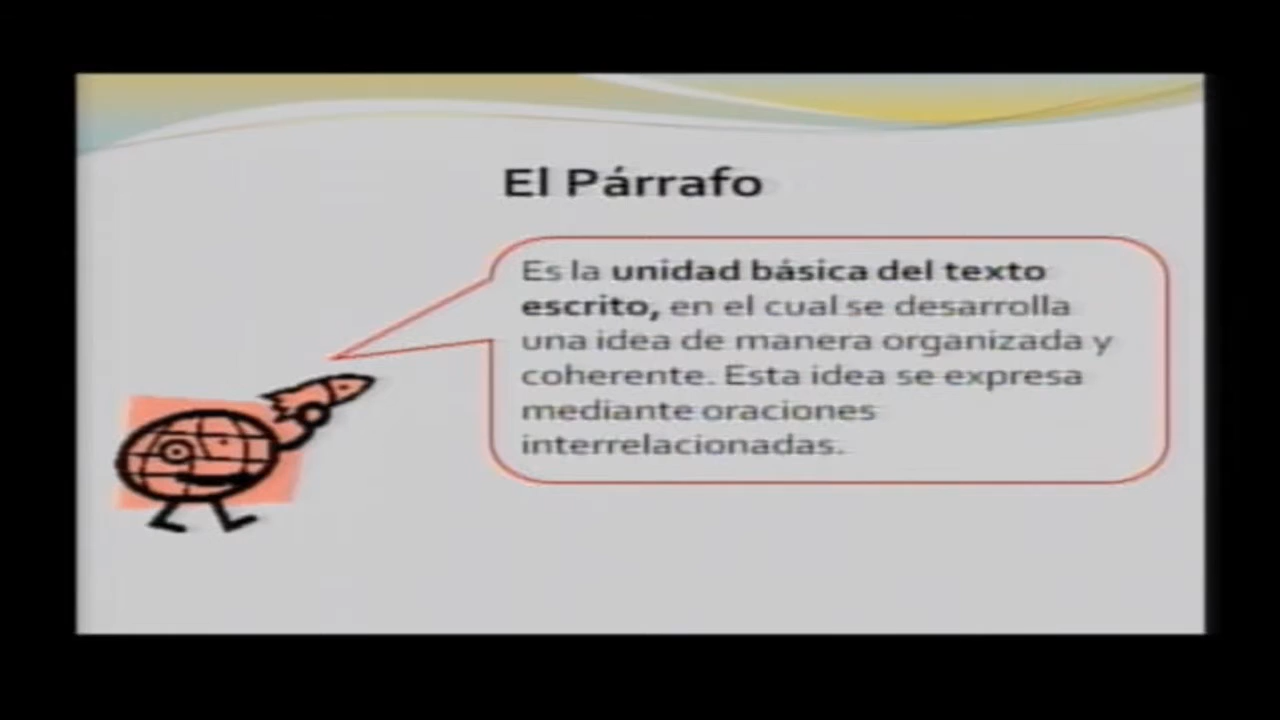 El Párrafo
Es la unidad básica del texto
escrito, en el cual se desarrolla
una idea de manera organizada y
coherente. Esta idea se expresa
mediante oraciones
interrelacionadas.